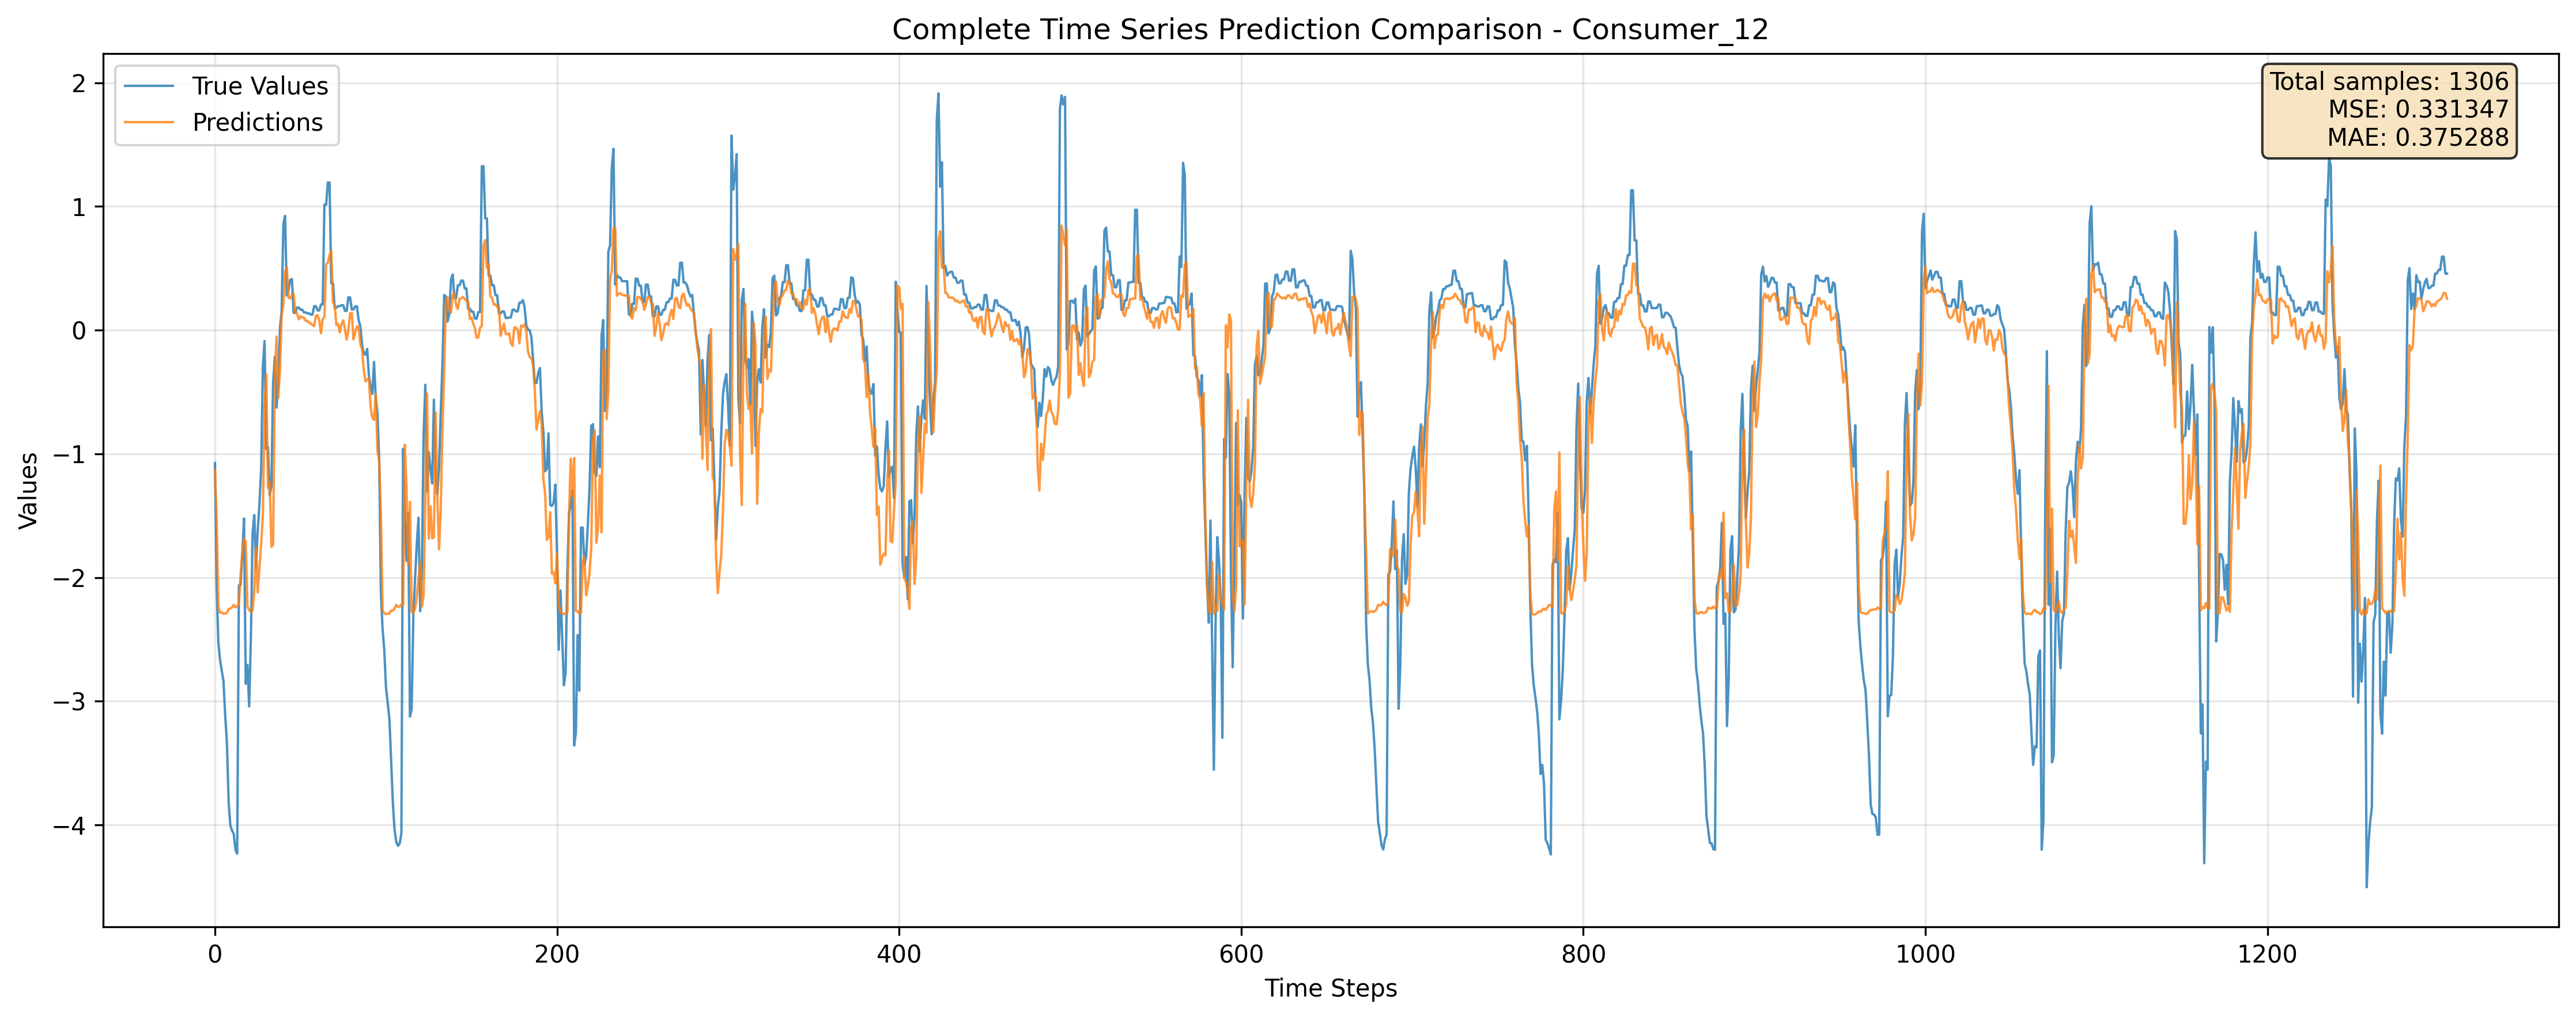 Complete Time Series Prediction Comparison - Consumer_12
True Values
Predictions
Total samples: 1306
MSE: 0.331347
MAE: 0.375288
Values
2
1
0
−1
−2
−3
−4
0
200
400
600
800
1000
1200
Time Steps